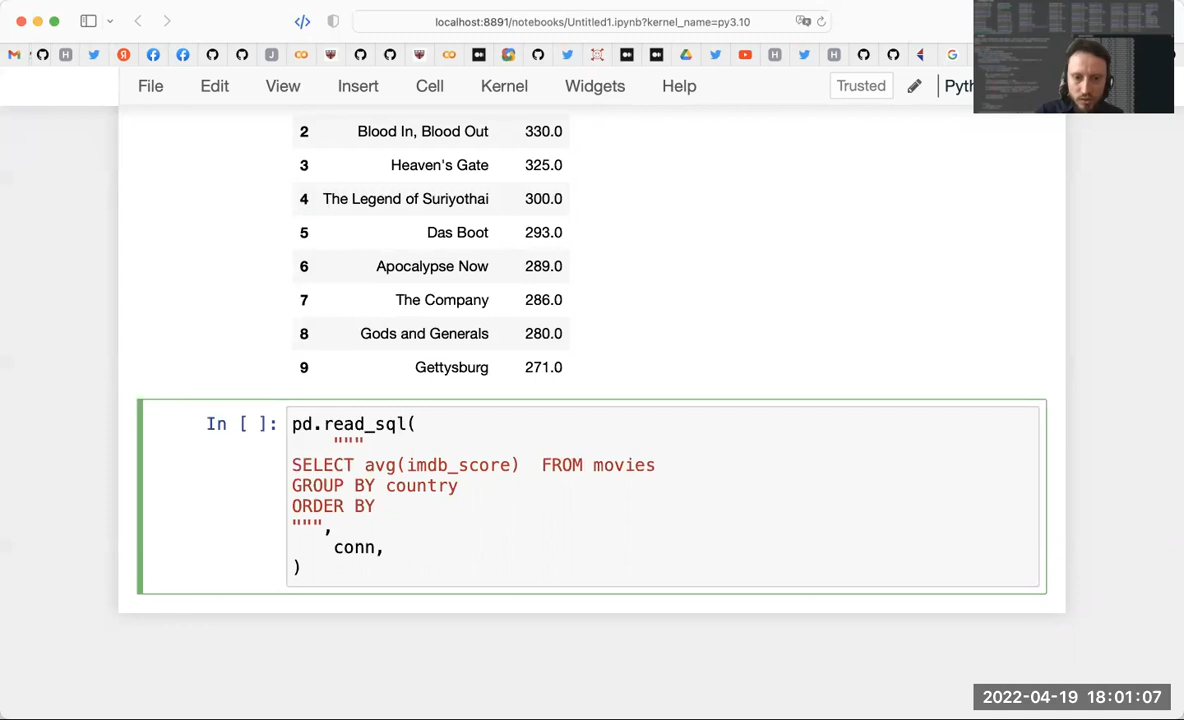 localhost:8891/notebooks/Untitled1.ipynb?kernel_name=py3.10
File Edit View Insert Cell Kernel Widgets Help Trusted Pyth
2 Blood In, Blood Out 330.0
3 Heaven's Gate 325.0
4 The Legend of Suriyothai 300.0
5 Das Boot 293.0
6 Apocalypse Now 289.0
7 The Company 286.0
8 Gods and Generals 280.0
9 Gettysburg 271.0
In [ ]: pd.read_sql(
"""
SELECT avg(imdb_score)  FROM movies
GROUP BY country
ORDER BY
""",
conn,
)
2022-04-19 18:01:07